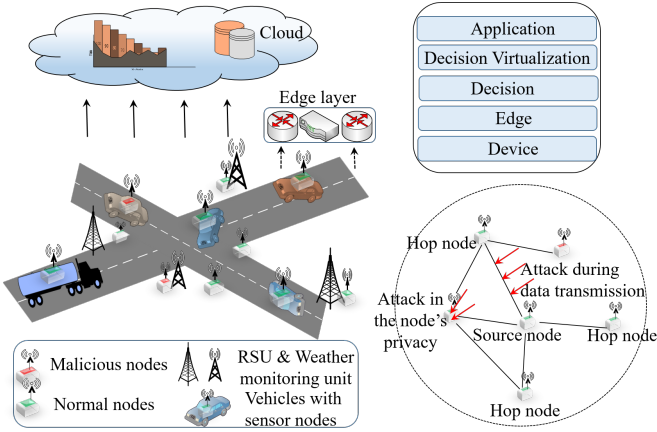 Cloud
Edge layer
Application
Decision Virtualization
Decision
Edge
Device
Hop node
Attack during
data transmission
Attack in
the node's
privacy
Source node
Hop node
Hop node
Malicious nodes
Normal nodes
RSU & Weather
monitoring unit
Vehicles with
sensor nodes